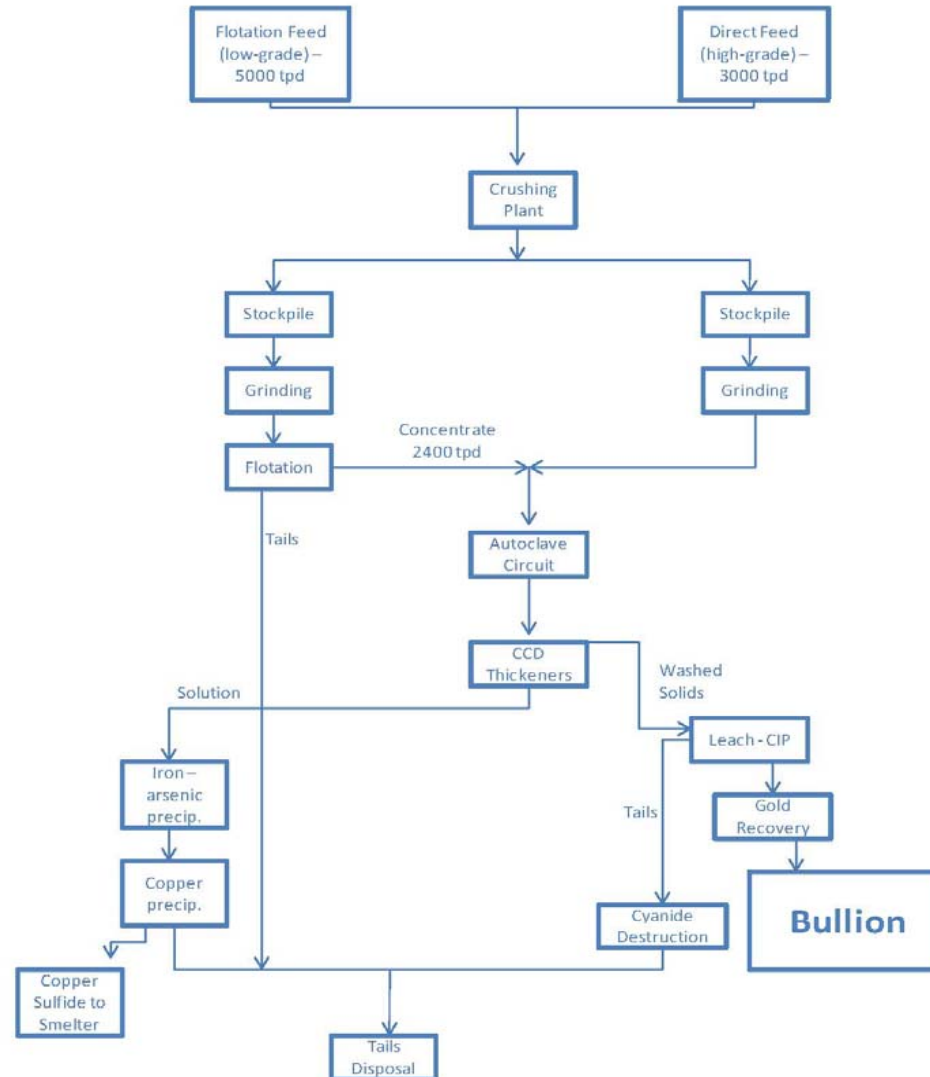 Flotation Feed
(low-grade) –
5000 tpd
Direct Feed
(high-grade) –
3000 tpd
Crushing
Plant
Stockpile
Stockpile
Grinding
Grinding
Concentrate
2400 tpd
Flotation
Tails
Autoclave
Circuit
CCD
Thickeners
Washed
Solids
Solution
Leach - CIP
Iron –
arsenic
precip.
Tails
Gold
Recovery
Copper
precip.
Cyanide
Destruction
Bullion
Copper
Sulfide to
Smelter
Tails
Disposal